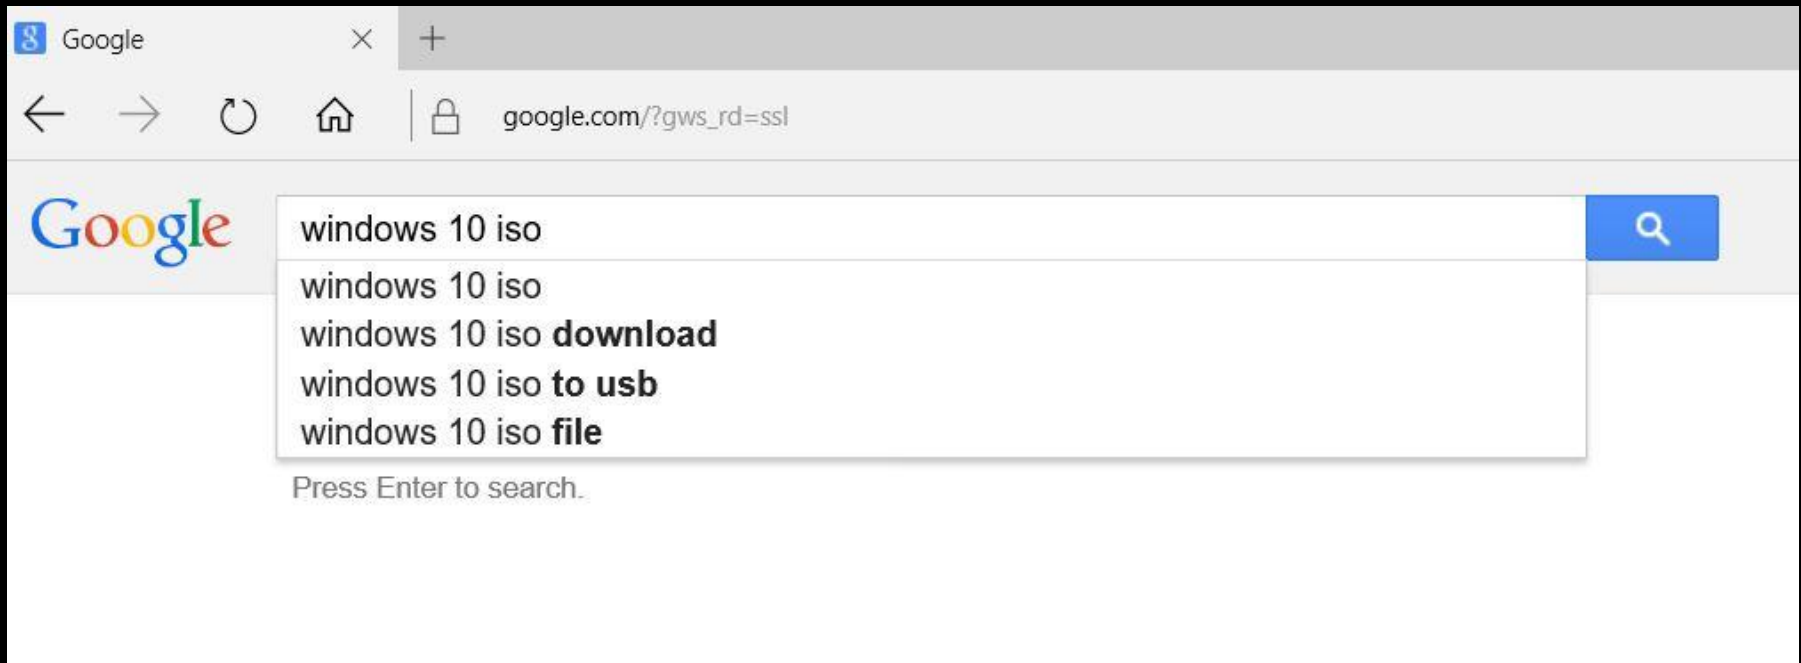 Google
google.com/?gws_rd=ssl
Google windows 10 iso
windows 10 iso
windows 10 iso download
windows 10 iso to usb
windows 10 iso file
Press Enter to search.